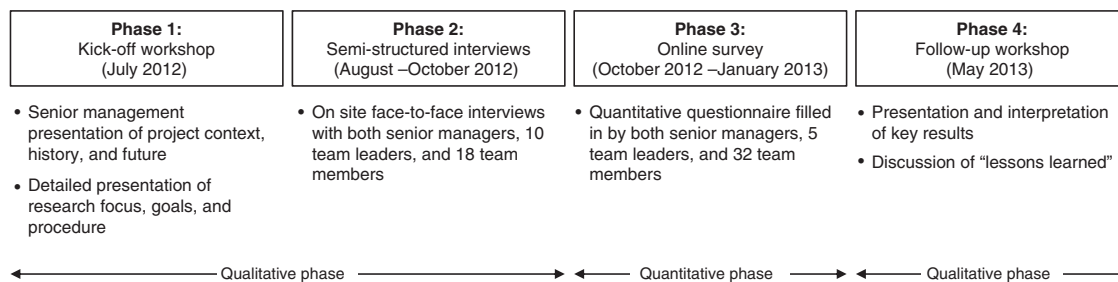 Phase 1:
Kick-off workshop
(July 2012)
Phase 2:
Semi-structured interviews
(August –October 2012)
Phase 3:
Online survey
(October 2012 –January 2013)
Phase 4:
Follow-up workshop
(May 2013)
• Senior management
presentation of project context,
history, and future
• Detailed presentation of
research focus, goals, and
procedure
• On site face-to-face interviews
with both senior managers, 10
team leaders, and 18 team
members
• Quantitative questionnaire filled
in by both senior managers, 5
team leaders, and 32 team
members
• Presentation and interpretation
of key results
• Discussion of “lessons learned”
Qualitative phase
Quantitative phase
Qualitative phase